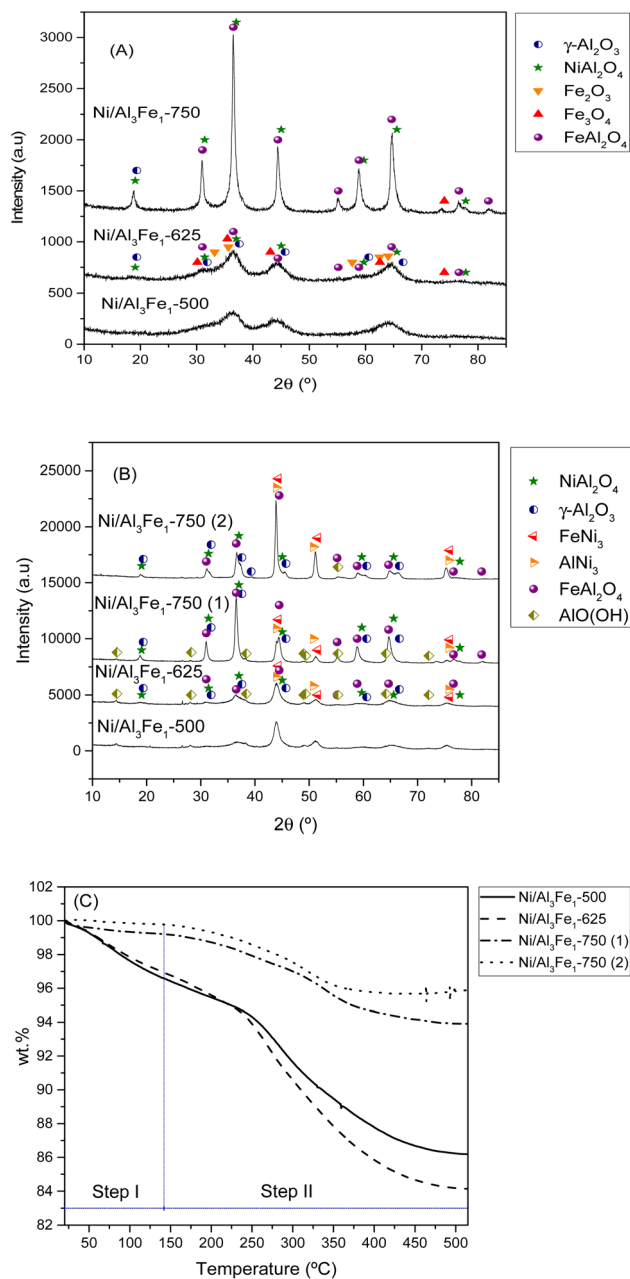 (A)
γ-Al₂O₃
NiAl₂O₄
Fe₂O₃
Fe₃O₄
FeAl₂O₄
Ni/Al₃Fe₁-750
Ni/Al₃Fe₁-625
Ni/Al₃Fe₁-500
Intensity (a.u)
3000
2500
2000
1500
1000
500
0
10 20 30 40 50 60 70 80
2θ (º)
(B)
NiAl₂O₄
γ-Al₂O₃
FeNi₃
AlNi₃
FeAl₂O₄
AlO(OH)
Ni/Al₃Fe₁-750 (2)
Ni/Al₃Fe₁-750 (1)
Ni/Al₃Fe₁-625
Ni/Al₃Fe₁-500
Intensity (a.u)
25000
20000
15000
10000
5000
0
10 20 30 40 50 60 70 80
2θ (º)
(C)
Ni/Al₃Fe₁-500
Ni/Al₃Fe₁-625
Ni/Al₃Fe₁-750 (1)
Ni/Al₃Fe₁-750 (2)
wt.%
102
100
98
96
94
92
90
88
86
84
82
Step I Step II
50 100 150 200 250 300 350 400 450 500
Temperature (ºC)